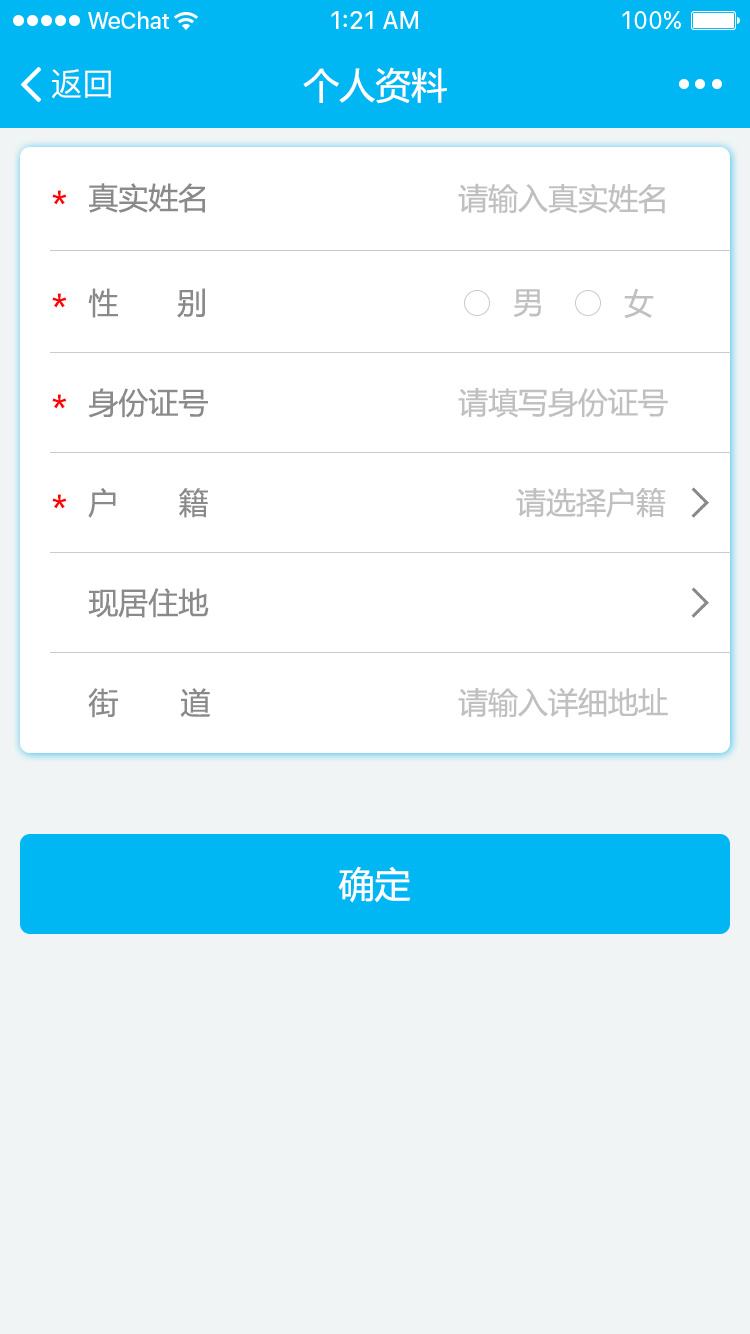 WeChat 1:21 AM 100%
返回 个人资料
* 真实姓名 请输入真实姓名
* 性 别 男 女
* 身份证号 请填写身份证号
* 户 籍 请选择户籍
现居住地
街 道 请输入详细地址
确定